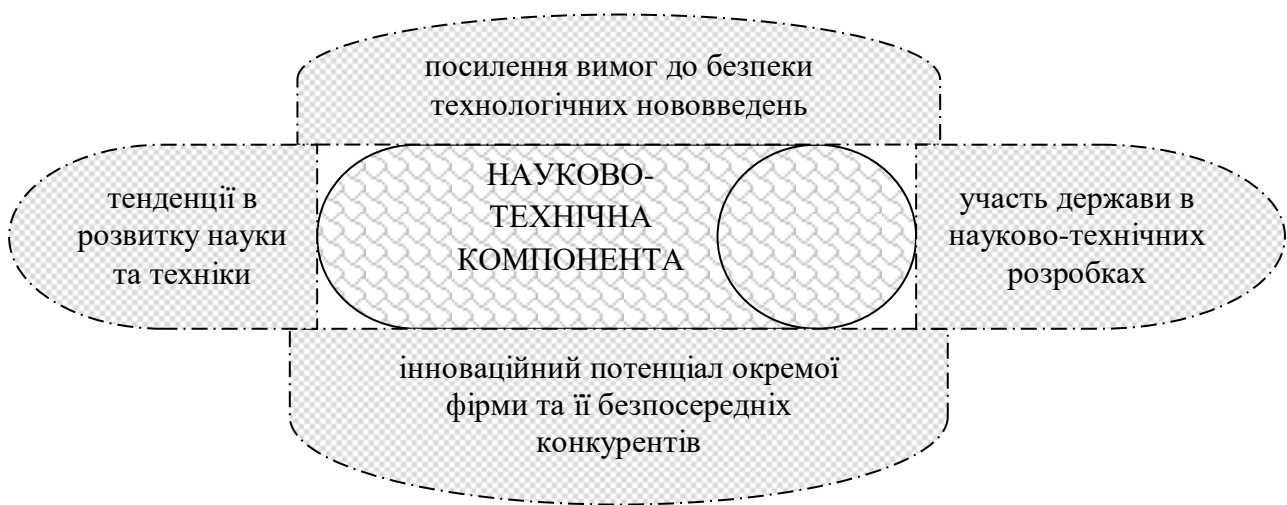 посилення вимог до безпеки
технологічних нововведень
тенденції в
розвитку науки
та техніки
НАУКОВО-
ТЕХНІЧНА
КОМПОНЕНТА
участь держави в
науково-технічних
розробках
інноваційний потенціал окремої
фірми та її безпосередніх
конкурентів